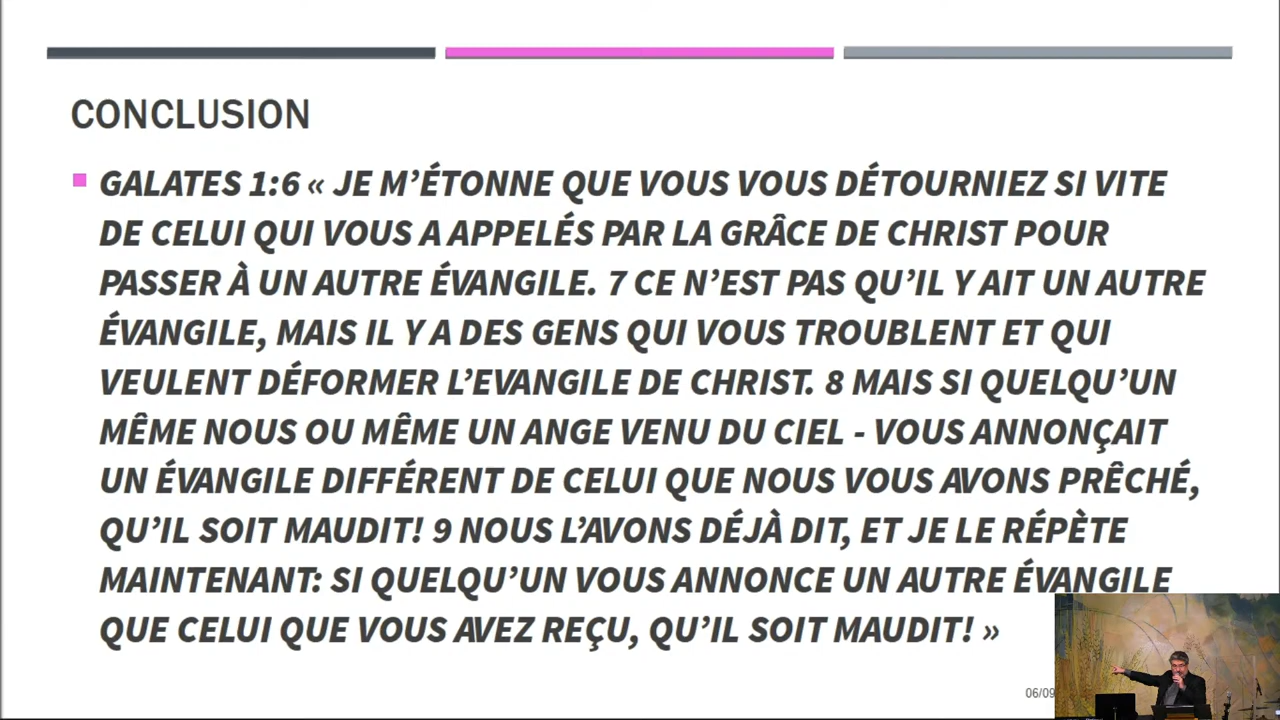 CONCLUSION
GALATES 1:6 « JE M’ÉTONNE QUE VOUS VOUS DÉTOURNIEZ SI VITE
DE CELUI QUI VOUS A APPELÉS PAR LA GRÂCE DE CHRIST POUR
PASSER À UN AUTRE ÉVANGILE. 7 CE N’EST PAS QU’IL Y AIT UN AUTRE
ÉVANGILE, MAIS IL Y A DES GENS QUI VOUS TROUBLENT ET QUI
VEULENT DÉFORMER L’EVANGILE DE CHRIST. 8 MAIS SI QUELQU’UN
MÊME NOUS OU MÊME UN ANGE VENU DU CIEL - VOUS ANNONÇAIT
UN ÉVANGILE DIFFÉRENT DE CELUI QUE NOUS VOUS AVONS PRÊCHÉ,
QU’IL SOIT MAUDIT! 9 NOUS L’AVONS DÉJÀ DIT, ET JE LE RÉPÈTE
MAINTENANT: SI QUELQU’UN VOUS ANNONCE UN AUTRE ÉVANGILE
QUE CELUI QUE VOUS AVEZ REÇU, QU’IL SOIT MAUDIT! »
06/09